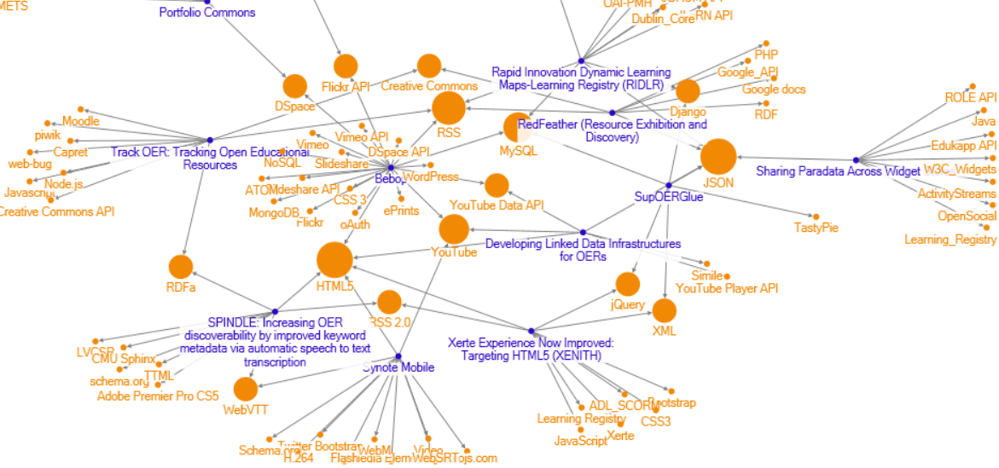 METS
Portfolio Commons
OAI-PMH
Dublin_Core
RN API
DSpace
Flickr API
Creative Commons
Rapid Innovation Dynamic Learning
Maps-Learning Registry (RIDLR)
PHP
Google_API
Google docs
RDF
Django
RSS
MySQL
RedFeather (Resource Exhibition and
Discovery)
ROLE API
Java
Edukapp API
W3C_Widgets
ActivityStreams
OpenSocial
Learning_Registry
Sharing Paradata Across Widget
JSON
Moodle
piwik
Capret
web-bug
Node.js
Javascript
Creative Commons API
Track OER: Tracking Open Educational
Resources
Vimeo API
Vimeo
DSpace API
NoSQL
Slideshare
WordPress
Bebop
ATOM
Slideshare API
CSS 3
ePrints
MongoDB
Flickr
oAuth
YouTube Data API
SupOERGlue
TastyPie
YouTube
Developing Linked Data Infrastructures
for OERs
Simile
YouTube Player API
RDFa
HTML5
jQuery
XML
RSS 2.0
SPINDLE: Increasing OER
discoverability by improved keyword
metadata via automatic speech to text
transcription
LVCSR
CMU Sphinx
TTML
schema.org
Adobe Premier Pro CS5
WebVTT
Synote Mobile
Xerte Experience Now Improved:
Targeting HTML5 (XENITH)
ADL_SCORM
Bootstrap
Learning Registry
CSS3
Xerte
JavaScript
Schema.org
Twitter Bootstrap
H.264
WebM
Video
WebSRT